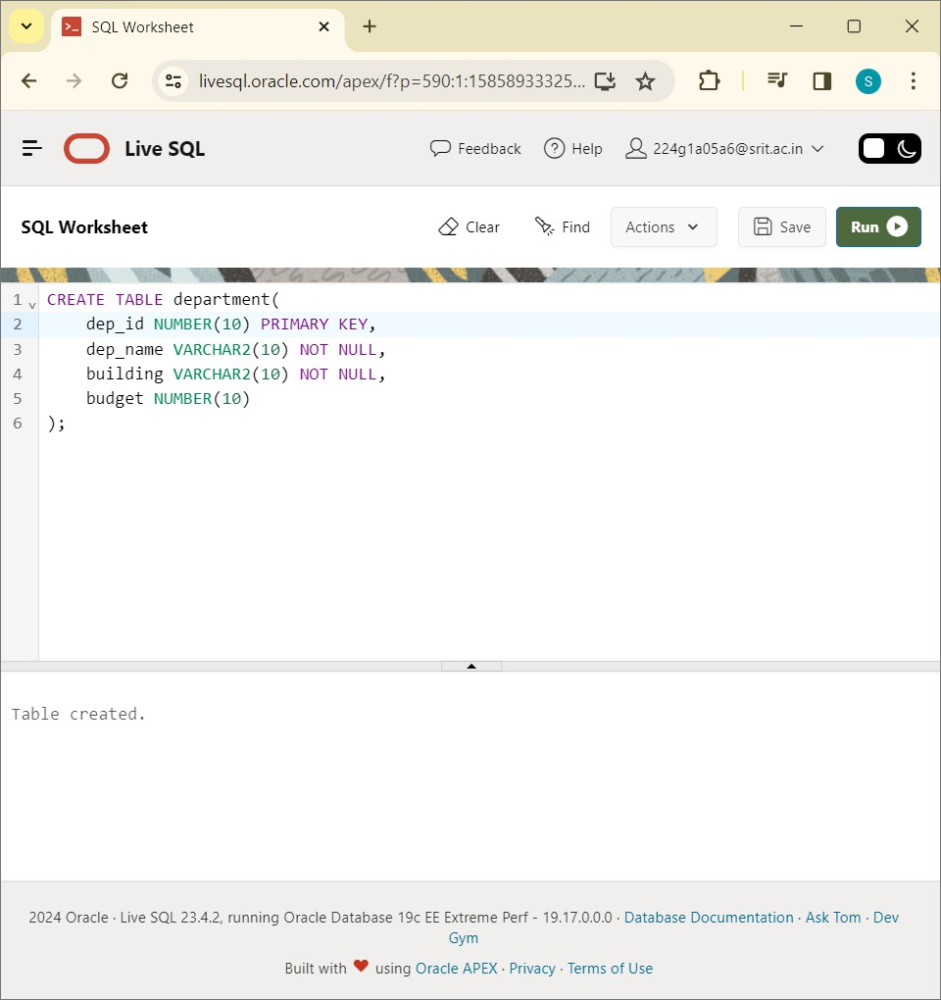 SQL Worksheet
livesql.oracle.com/apex/f?p=590:1:15858933325...
S
Live SQL
Feedback
Help
224g1a05a6@srit.ac.in
SQL Worksheet
Clear
Find
Actions
Save
Run
1 CREATE TABLE department(
2 dep_id NUMBER(10) PRIMARY KEY,
3 dep_name VARCHAR2(10) NOT NULL,
4 building VARCHAR2(10) NOT NULL,
5 budget NUMBER(10)
6 );
Table created.
2024 Oracle · Live SQL 23.4.2, running Oracle Database 19c EE Extreme Perf - 19.17.0.0.0 · Database Documentation · Ask Tom · Dev
Gym
Built with ❤ using Oracle APEX · Privacy · Terms of Use